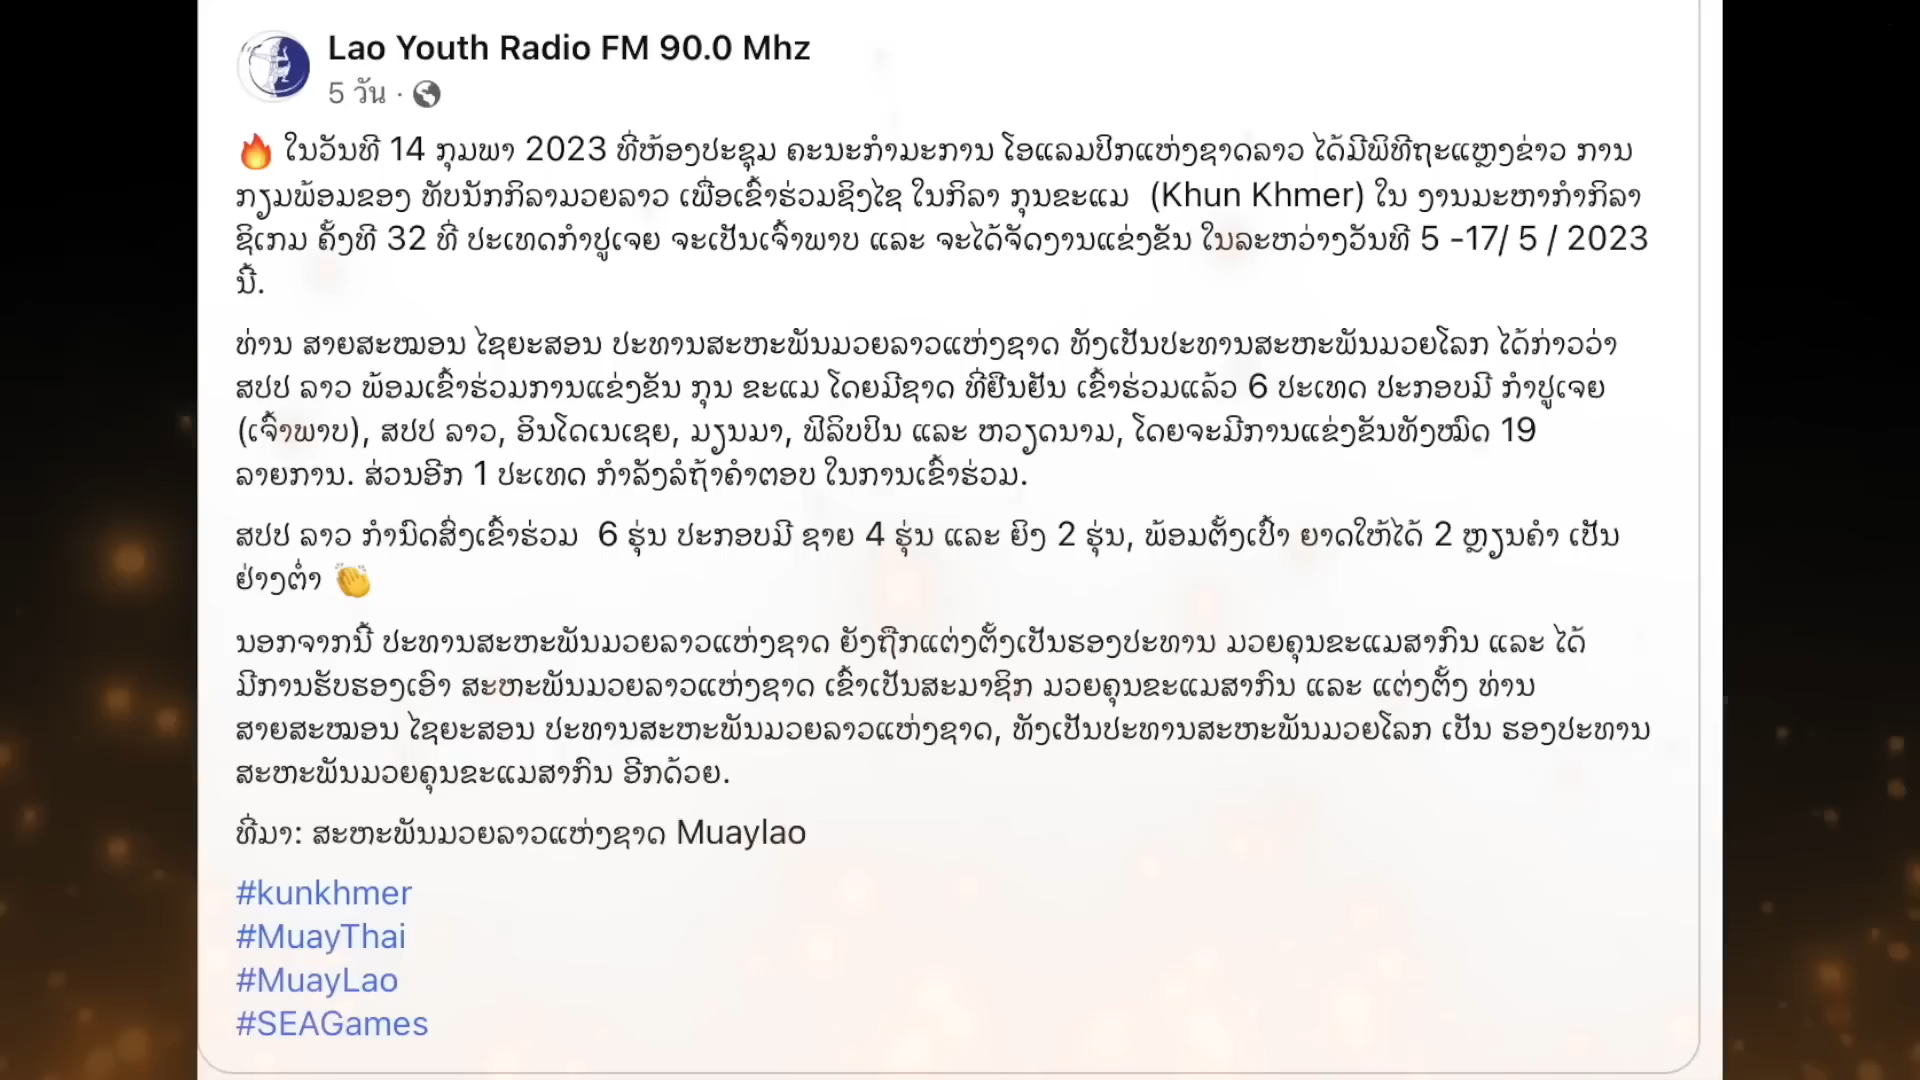 Lao Youth Radio FM 90.0 Mhz
5 วัน ·
🔥 ໃນວັນທີ 14 ກຸມພາ 2023 ທີ່ຫ້ອງປະຊຸມ ຄະນະກຳມະການ ໂອແລມປິກແຫ່ງຊາດລາວ ໄດ້ມີພິທີຖະແຫຼງຂ່າວ ການ
ກຽມພ້ອມຂອງ ທັບນັກກິລາມວຍລາວ ເພື່ອເຂົ້າຮ່ວມຊິງໄຊ ໃນກິລາ ກຸນຂະແມ (Khun Khmer) ໃນ ງານມະຫາກຳກິລາ
ຊີເກມ ຄັ້ງທີ 32 ທີ່ ປະເທດກຳປູເຈຍ ຈະເປັນເຈົ້າພາບ ແລະ ຈະໄດ້ຈັດງານແຂ່ງຂັນ ໃນລະຫວ່າງວັນທີ 5 -17/ 5 / 2023
ນີ້.
ທ່ານ ສາຍສະໝອນ ໄຊຍະສອນ ປະທານສະຫະພັນມວຍລາວແຫ່ງຊາດ ທັງເປັນປະທານສະຫະພັນມວຍໂລກ ໄດ້ກ່າວວ່າ
ສປປ ລາວ ພ້ອມເຂົ້າຮ່ວມການແຂ່ງຂັນ ກຸນ ຂະແມ ໂດຍມີຊາດ ທີ່ຢືນຢັນ ເຂົ້າຮ່ວມແລ້ວ 6 ປະເທດ ປະກອບມີ ກຳປູເຈຍ
(ເຈົ້າພາບ), ສປປ ລາວ, ອິນໂດເນເຊຍ, ມຽນມາ, ຟິລິບປິນ ແລະ ຫວຽດນາມ, ໂດຍຈະມີການແຂ່ງຂັນທັງໝົດ 19
ລາຍການ. ສ່ວນອີກ 1 ປະເທດ ກຳລັງລໍຖ້າຄຳຕອບ ໃນການເຂົ້າຮ່ວມ.
ສປປ ລາວ ກຳນົດສົ່ງເຂົ້າຮ່ວມ 6 ຮຸ່ນ ປະກອບມີ ຊາຍ 4 ຮຸ່ນ ແລະ ຍິງ 2 ຮຸ່ນ, ພ້ອມຕັ້ງເປົ້າ ຍາດໃຫ້ໄດ້ 2 ຫຼຽນຄຳ ເປັນ
ຢ່າງຕ່ຳ 👏
ນອກຈາກນີ້ ປະທານສະຫະພັນມວຍລາວແຫ່ງຊາດ ຍັງຖືກແຕ່ງຕັ້ງເປັນຮອງປະທານ ມວຍຄຸນຂະແມສາກົນ ແລະ ໄດ້
ມີການຮັບຮອງເອົາ ສະຫະພັນມວຍລາວແຫ່ງຊາດ ເຂົ້າເປັນສະມາຊິກ ມວຍຄຸນຂະແມສາກົນ ແລະ ແຕ່ງຕັ້ງ ທ່ານ
ສາຍສະໝອນ ໄຊຍະສອນ ປະທານສະຫະພັນມວຍລາວແຫ່ງຊາດ, ທັງເປັນປະທານສະຫະພັນມວຍໂລກ ເປັນ ຮອງປະທານ
ສະຫະພັນມວຍຄຸນຂະແມສາກົນ ອີກດ້ວຍ.
ທີ່ມາ: ສະຫະພັນມວຍລາວແຫ່ງຊາດ Muaylao
#kunkhmer
#MuayThai
#MuayLao
#SEAGames